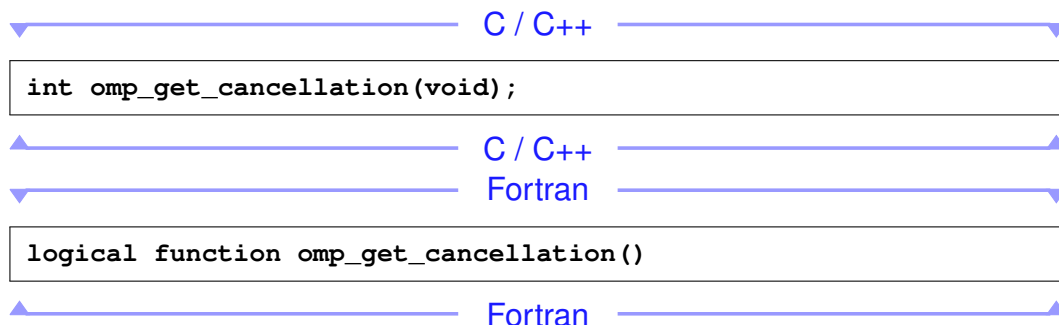 C / C++
int omp_get_cancellation(void);
C / C++
Fortran
logical function omp_get_cancellation()
Fortran